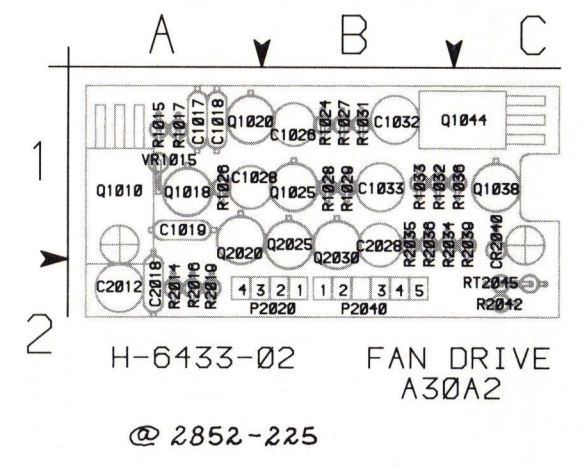 A B C
1
R1015 R1017 C1017 C1018 Q1020 C1026 R1024 R1027 R1031 C1032 Q1044
VR1015
Q1010 Q1018 R1026 C1028 Q1025 R1028 R1029 C1033 R1033 R1032 R1036 Q1038
C1019 Q2020 Q2025 Q2030 C2028 R2035 R2036 R2034 R2039 CR2040
C2012 C2018 R2014 R2016 R2019 4 3 2 1 1 2 3 4 5 RT2045
P2020 P2040 R2042
2
H-6433-02 FAN DRIVE
A30A2
@ 2852-225